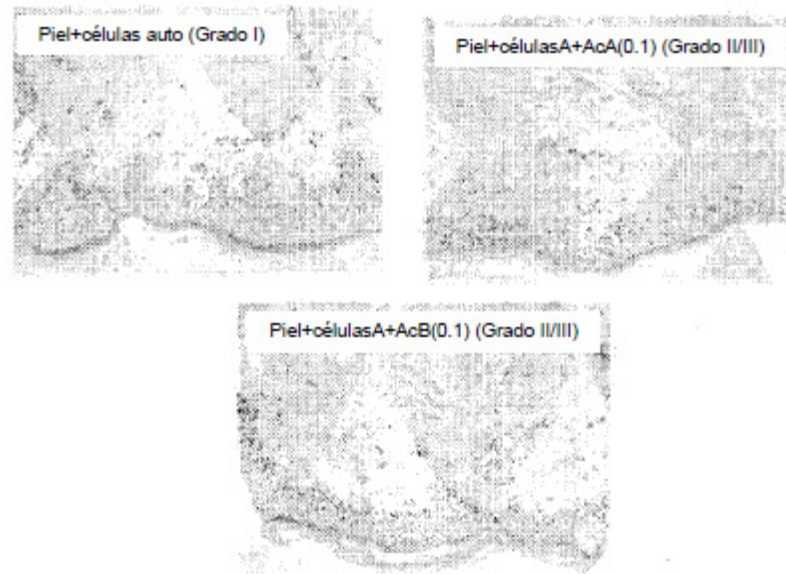 Piel+células auto (Grado I)
Piel+célulasA+AcA(0.1) (Grado II/III)
Piel+célulasA+AcB(0.1) (Grado II/III)